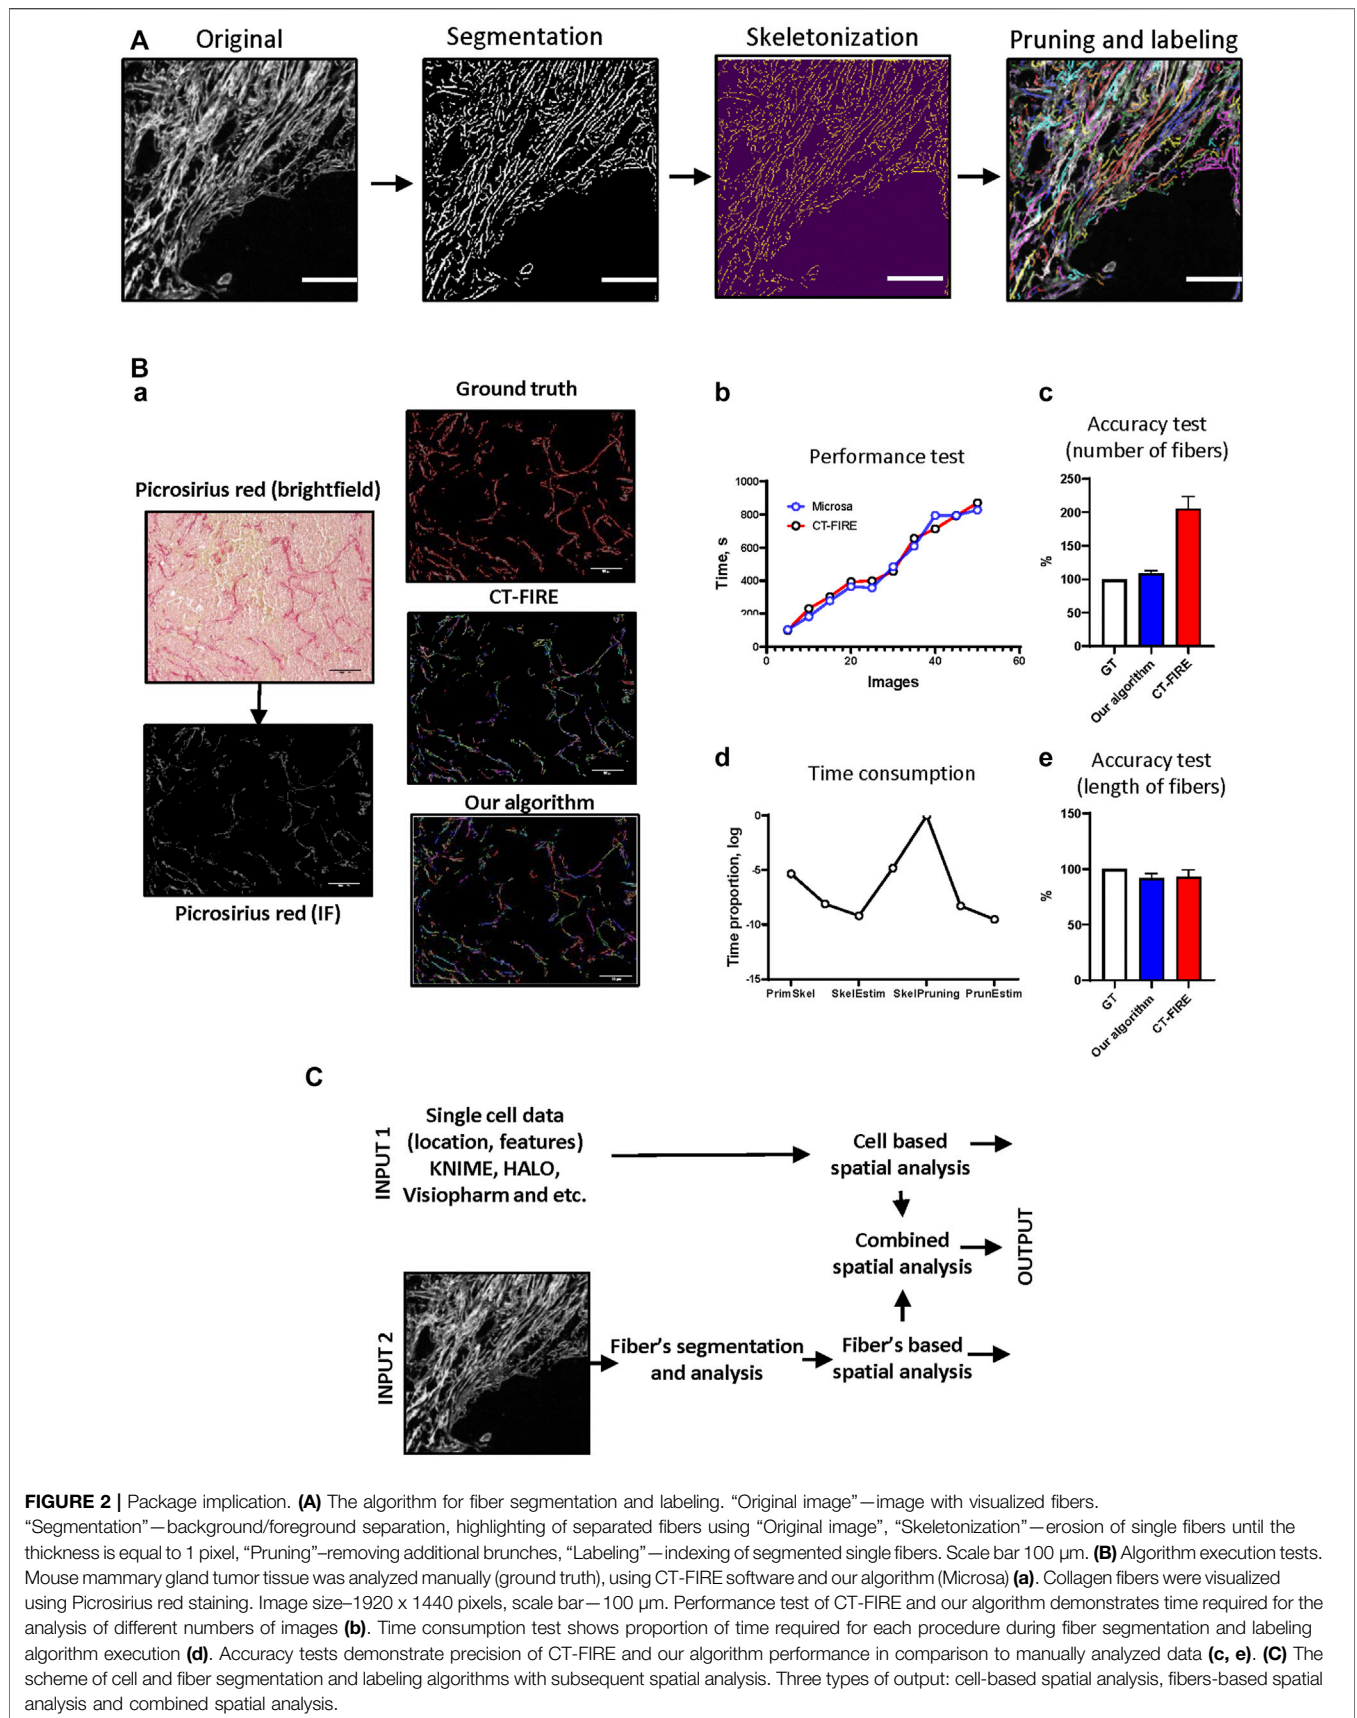 A
Original
Segmentation
Skeletonization
Pruning and labeling
B
a
Ground truth
Picrosirius red (brightfield)
CT-FIRE
Our algorithm
Picrosirius red (IF)
b
Performance test
Time, s
1000
800
600
400
200
0
Microsa
CT-FIRE
0
20
40
60
Images
c
Accuracy test
(number of fibers)
%
250
200
150
100
50
0
GT
Our algorithm
CT-FIRE
d
Time consumption
Time proportion, log
0
-5
-10
-15
PrimSkel
SkelEstim
SkelPruning
PrunEstim
e
Accuracy test
(length of fibers)
%
150
100
50
0
GT
Our algorithm
CT-FIRE
C
INPUT 1
Single cell data
(location, features)
KNIME, HALO,
Visiopharm and etc.
Cell based
spatial analysis
Combined
spatial analysis
OUTPUT
INPUT 2
Fiber's segmentation
and analysis
Fiber's based
spatial analysis
FIGURE 2 | Package implication. (A) The algorithm for fiber segmentation and labeling. “Original image”—image with visualized fibers.
“Segmentation”—background/foreground separation, highlighting of separated fibers using “Original image”, “Skeletonization”—erosion of single fibers until the
thickness is equal to 1 pixel, “Pruning”–removing additional brunches, “Labeling”—indexing of segmented single fibers. Scale bar 100 μm. (B) Algorithm execution tests.
Mouse mammary gland tumor tissue was analyzed manually (ground truth), using CT-FIRE software and our algorithm (Microsa) (a). Collagen fibers were visualized
using Picrosirius red staining. Image size–1920 x 1440 pixels, scale bar—100 μm. Performance test of CT-FIRE and our algorithm demonstrates time required for the
analysis of different numbers of images (b). Time consumption test shows proportion of time required for each procedure during fiber segmentation and labeling
algorithm execution (d). Accuracy tests demonstrate precision of CT-FIRE and our algorithm performance in comparison to manually analyzed data (c, e). (C) The
scheme of cell and fiber segmentation and labeling algorithms with subsequent spatial analysis. Three types of output: cell-based spatial analysis, fibers-based spatial
analysis and combined spatial analysis.